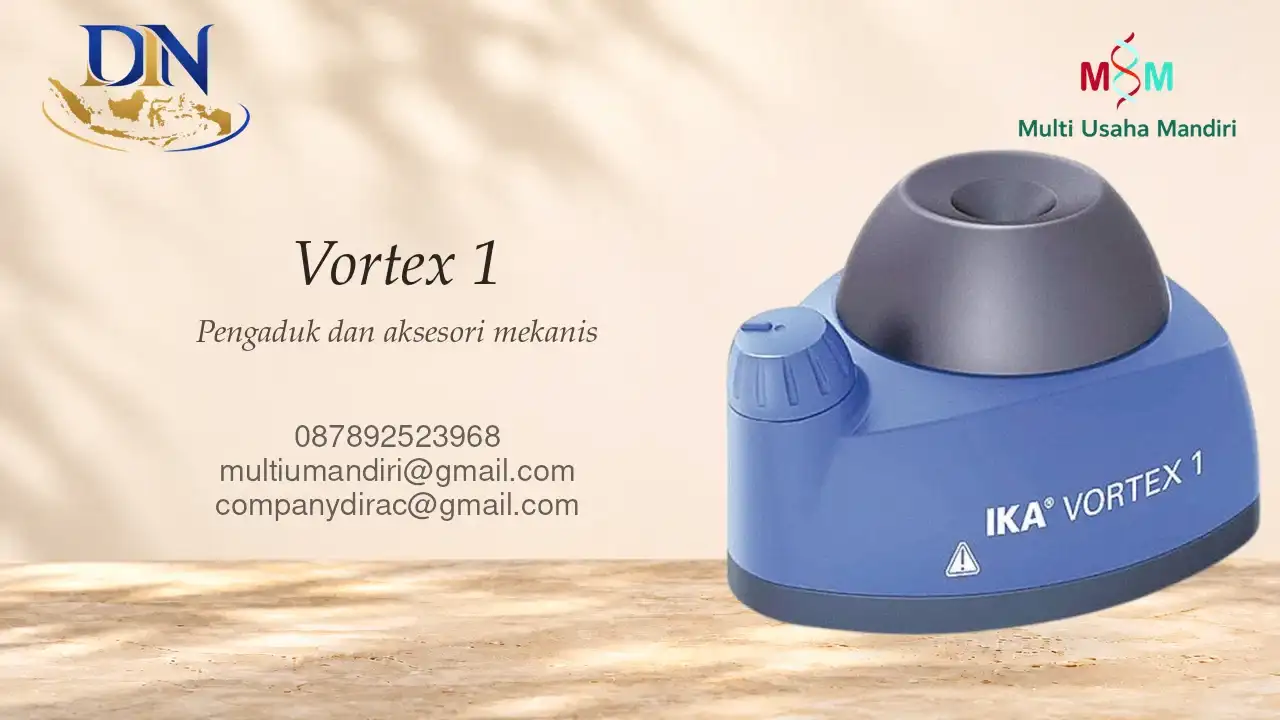 DN
M M
Multi Usaha Mandiri
Vortex 1
Pengaduk dan aksesori mekanis
087892523968
multiumandiri@gmail.com
companydirac@gmail.com
IKA® VORTEX 1